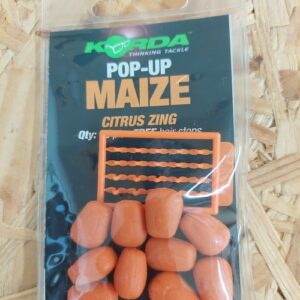 KORDA
THINKING TACKLE
POP-UP
MAIZE
CITRUS ZING
Qty:
FREE hair stops